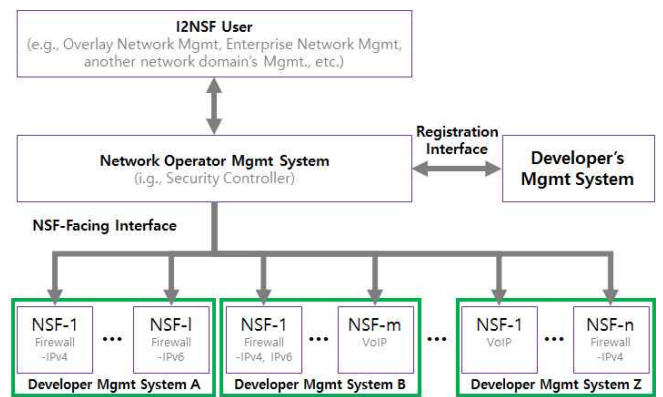 I2NSF User
(e.g., Overlay Network Mgmt, Enterprise Network Mgmt,
another network domain's Mgmt., etc.)
Registration
Interface
Network Operator Mgmt System
(i.g., Security Controller)
Developer's
Mgmt System
NSF-Facing Interface
NSF-1
Firewall
-IPv4
...
NSF-l
Firewall
-IPv6
Developer Mgmt System A
NSF-1
Firewall
-IPv4, IPv6
...
NSF-m
VoIP
Developer Mgmt System B
...
NSF-1
VoIP
...
NSF-n
Firewall
-IPv4
Developer Mgmt System Z